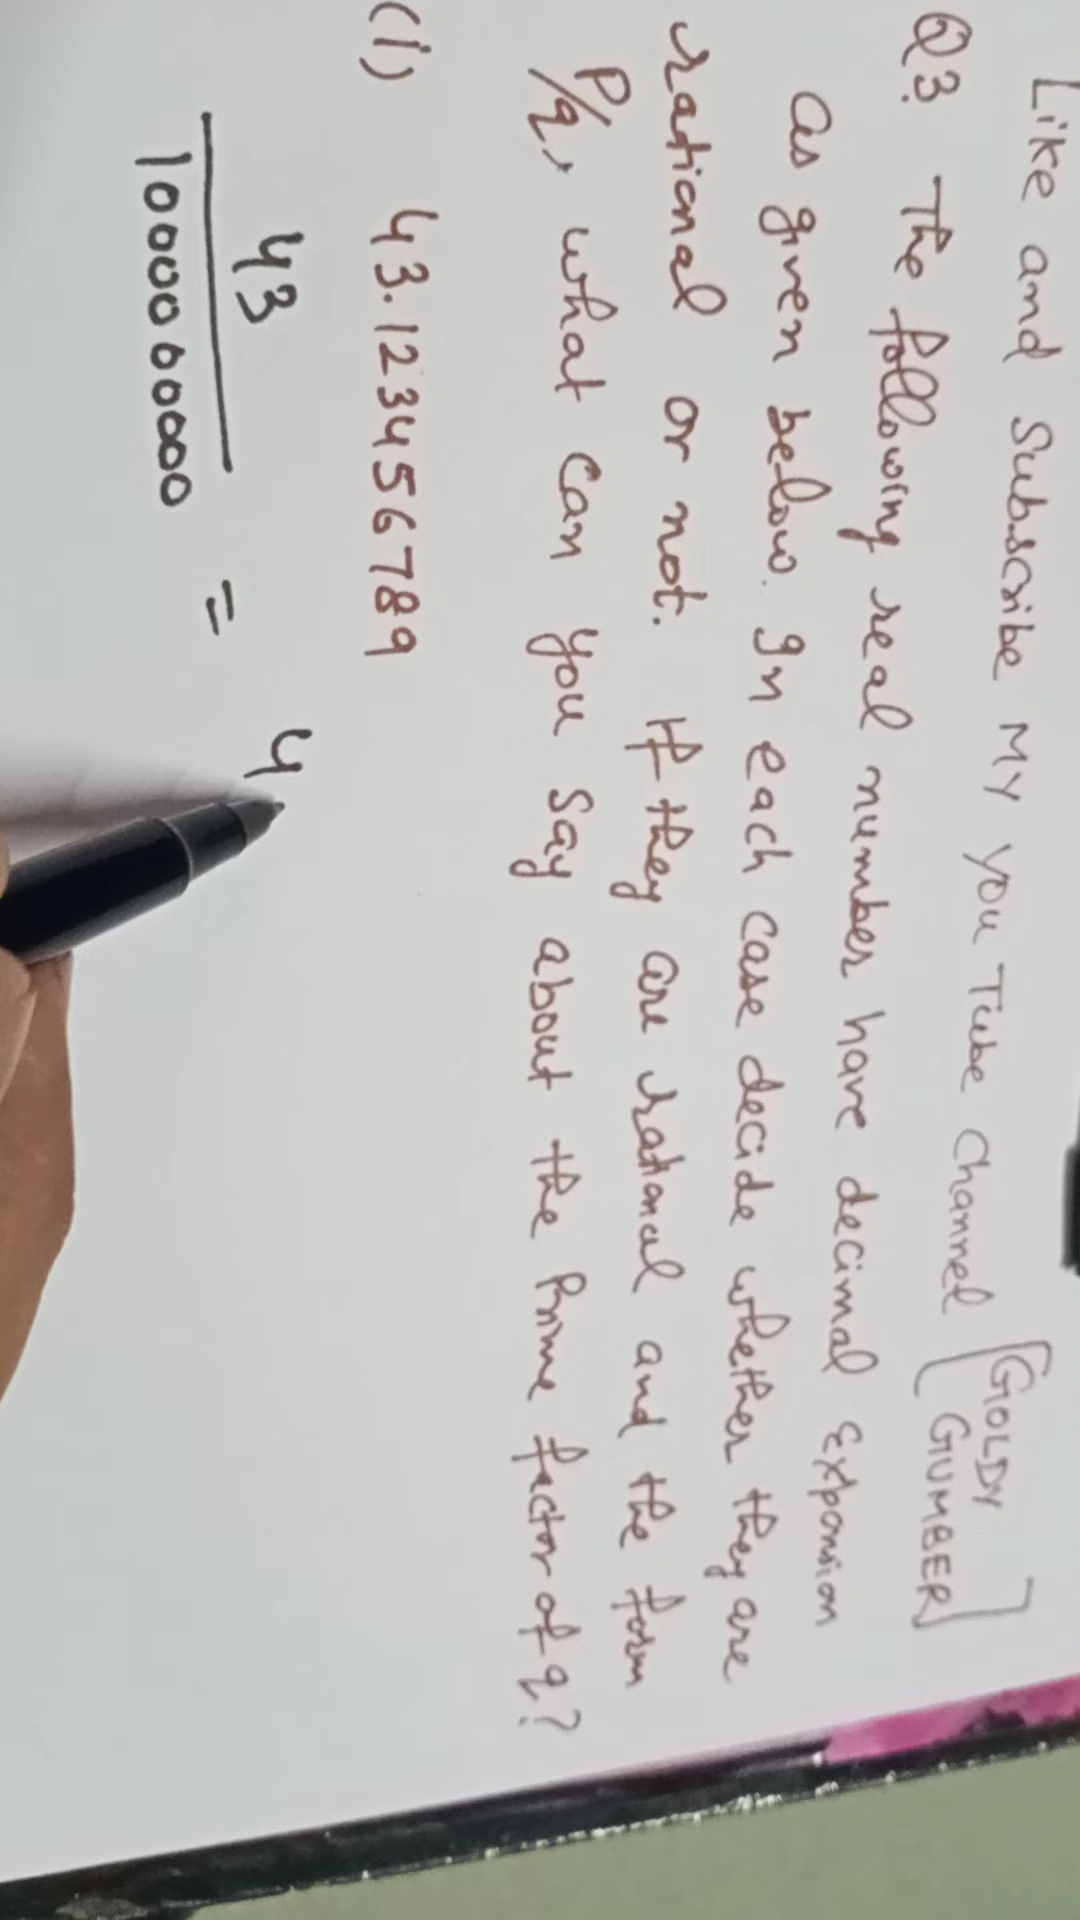 Like and Subscribe MY YOU Tube Channel [GOLDY GUMBER]
Q3. The following real number have decimal Expansion
as given below. In each case decide whether they are
rational or not. If they are rational and the form
P/q, what can you say about the Prime factor of q?
(i) 43.123456789
43
1000000000 = 4